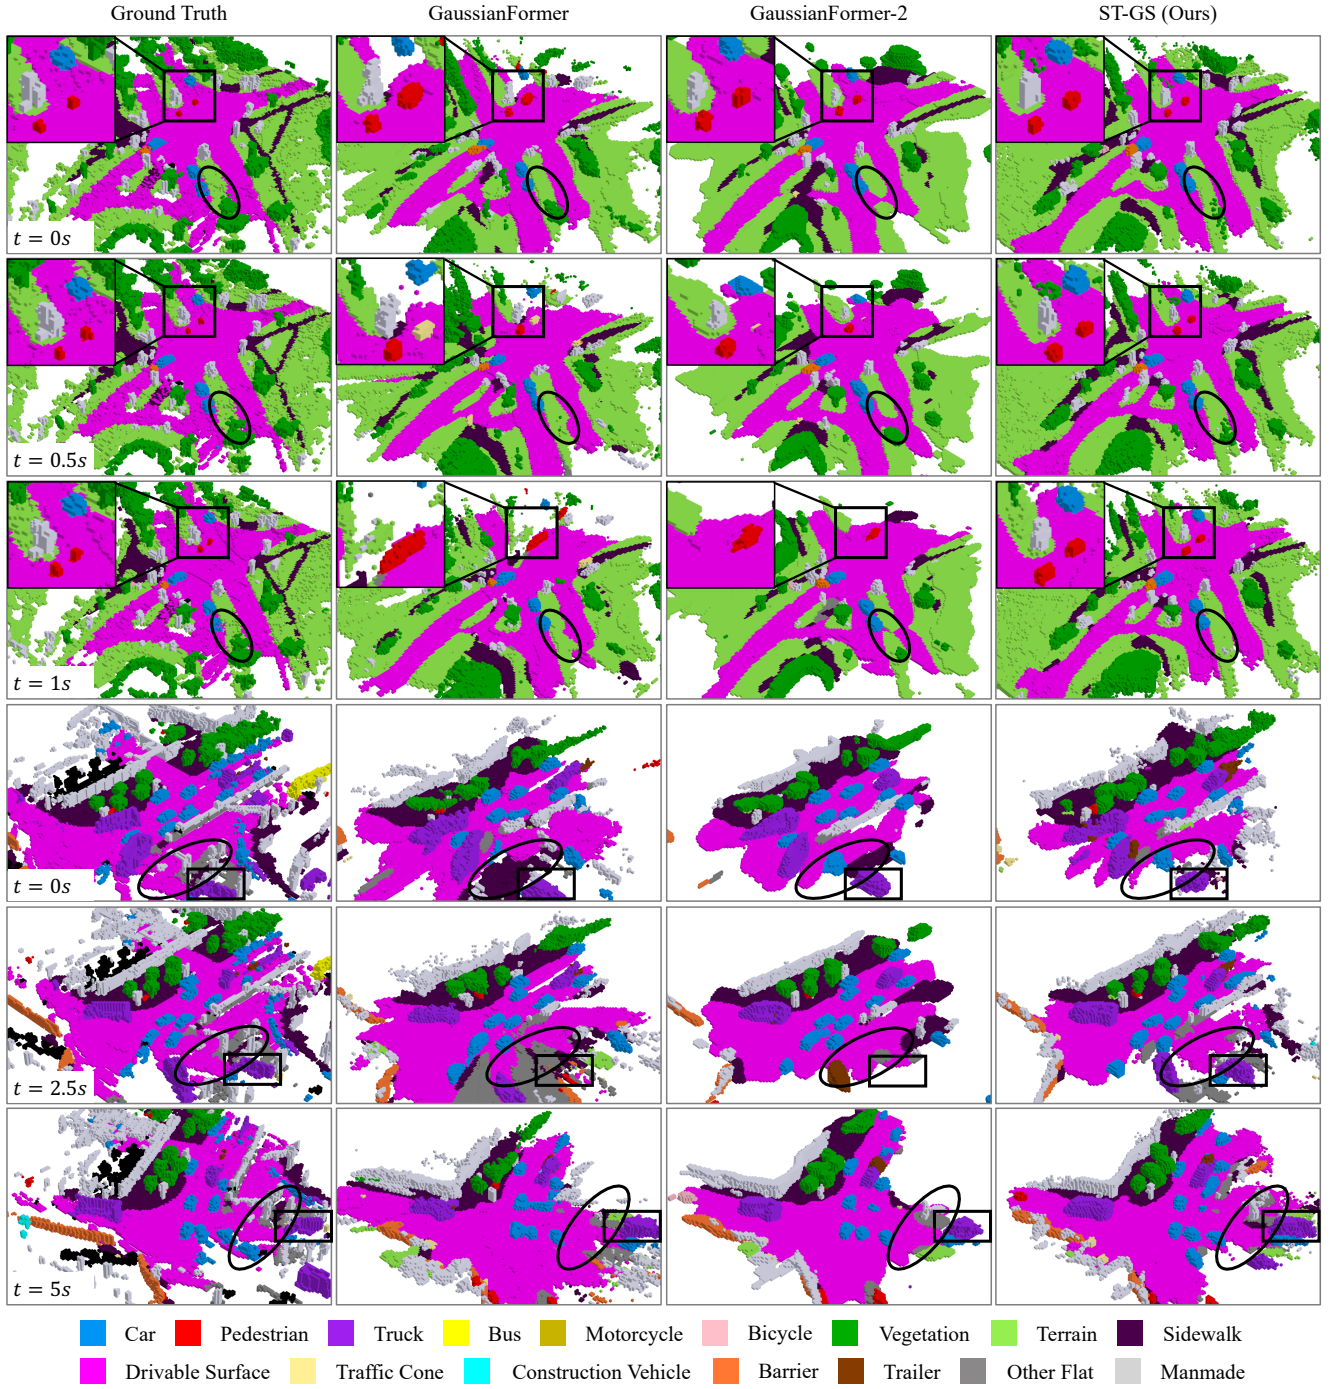 Ground Truth GaussianFormer GaussianFormer-2 ST-GS (Ours)
t = 0s
t = 0.5s
t = 1s
t = 0s
t = 2.5s
t = 5s
Car Pedestrian Truck Bus Motorcycle Bicycle Vegetation Terrain Sidewalk
Drivable Surface Traffic Cone Construction Vehicle Barrier Trailer Other Flat Manmade